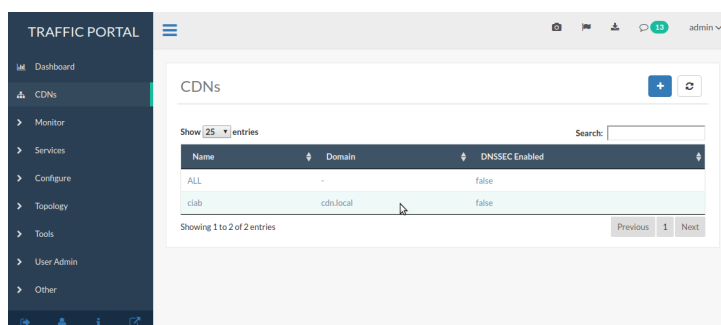 TRAFFIC PORTAL
13 admin
Dashboard
CDNs
Monitor
Services
Configure
Topology
Tools
User Admin
Other
CDNs
Show 25 entries
Search:
Name Domain DNSSEC Enabled
ALL - false
ciab cdn.local false
Showing 1 to 2 of 2 entries
Previous 1 Next